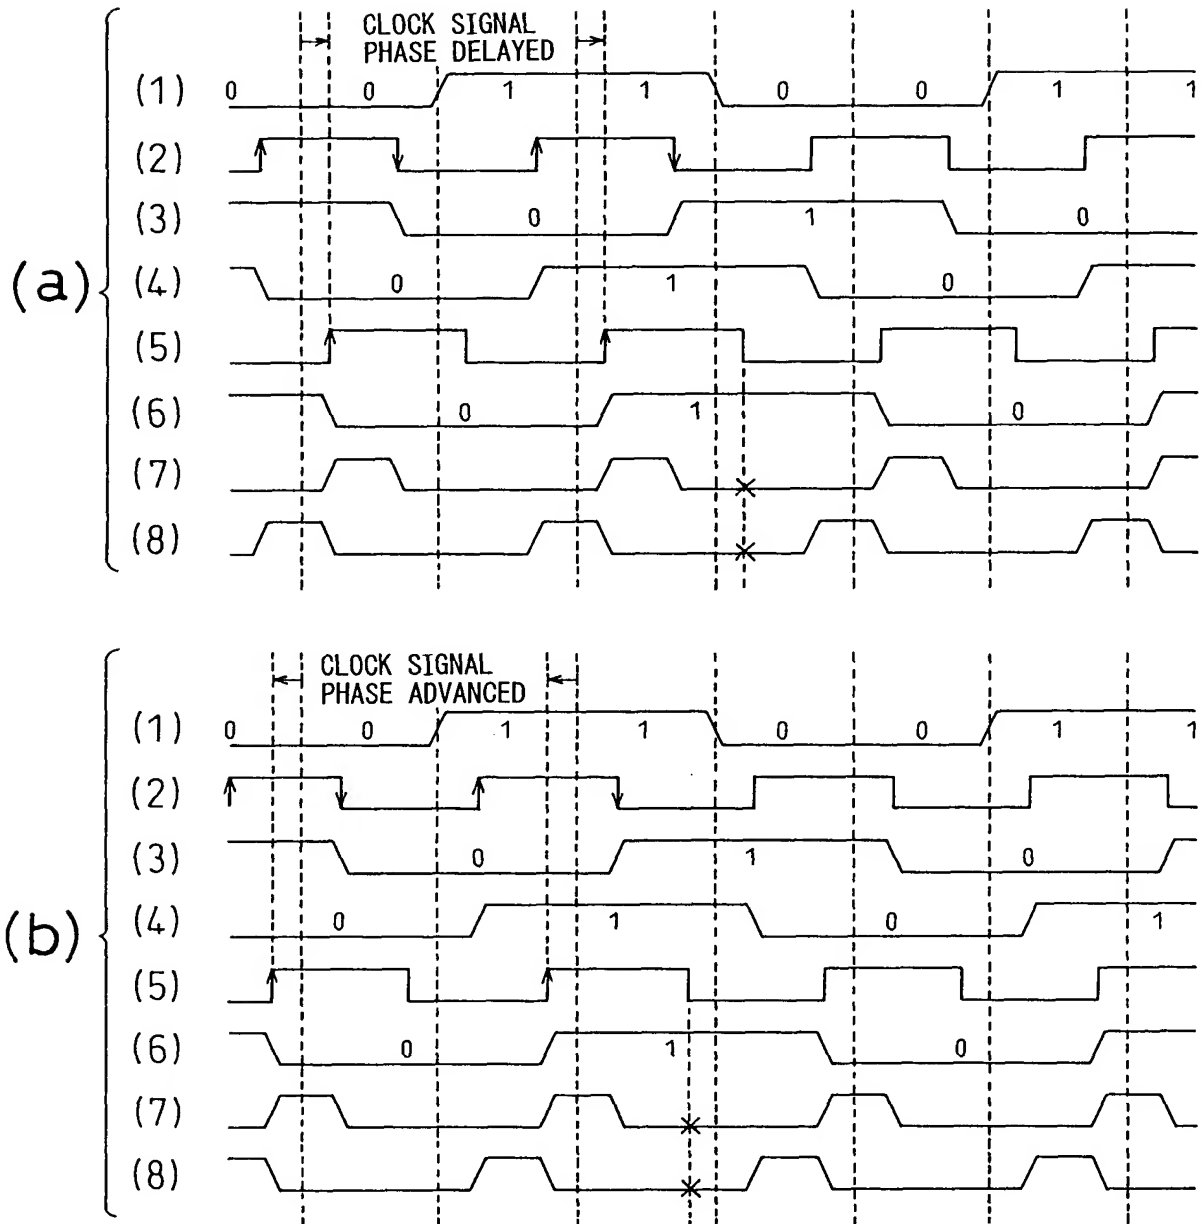 CLOCK SIGNAL
PHASE DELAYED
(a)
(1) 0 0 1 1 0 0 1 1
(2)
(3) 0 1 0
(4) 0 1 0
(5)
(6) 0 1 0
(7)
(8)
CLOCK SIGNAL
PHASE ADVANCED
(b)
(1) 0 0 1 1 0 0 1 1
(2)
(3) 0 1 0
(4) 0 1 0 1
(5)
(6) 0 1 0
(7)
(8)